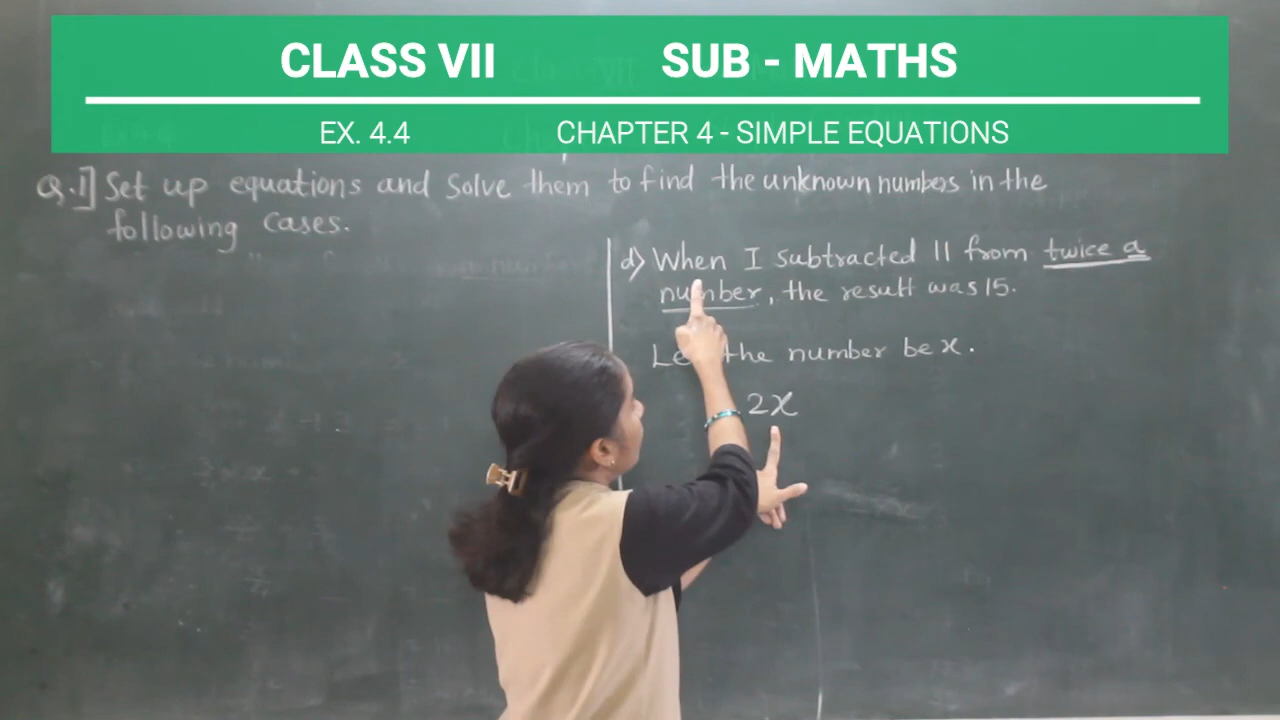 CLASS VII SUB - MATHS
EX. 4.4 CHAPTER 4 - SIMPLE EQUATIONS
Q.1] Set up equations and solve them to find the unknown numbers in the
following cases.
d) When I subtracted 11 from twice a
number, the result was 15.
the number be x.
2x